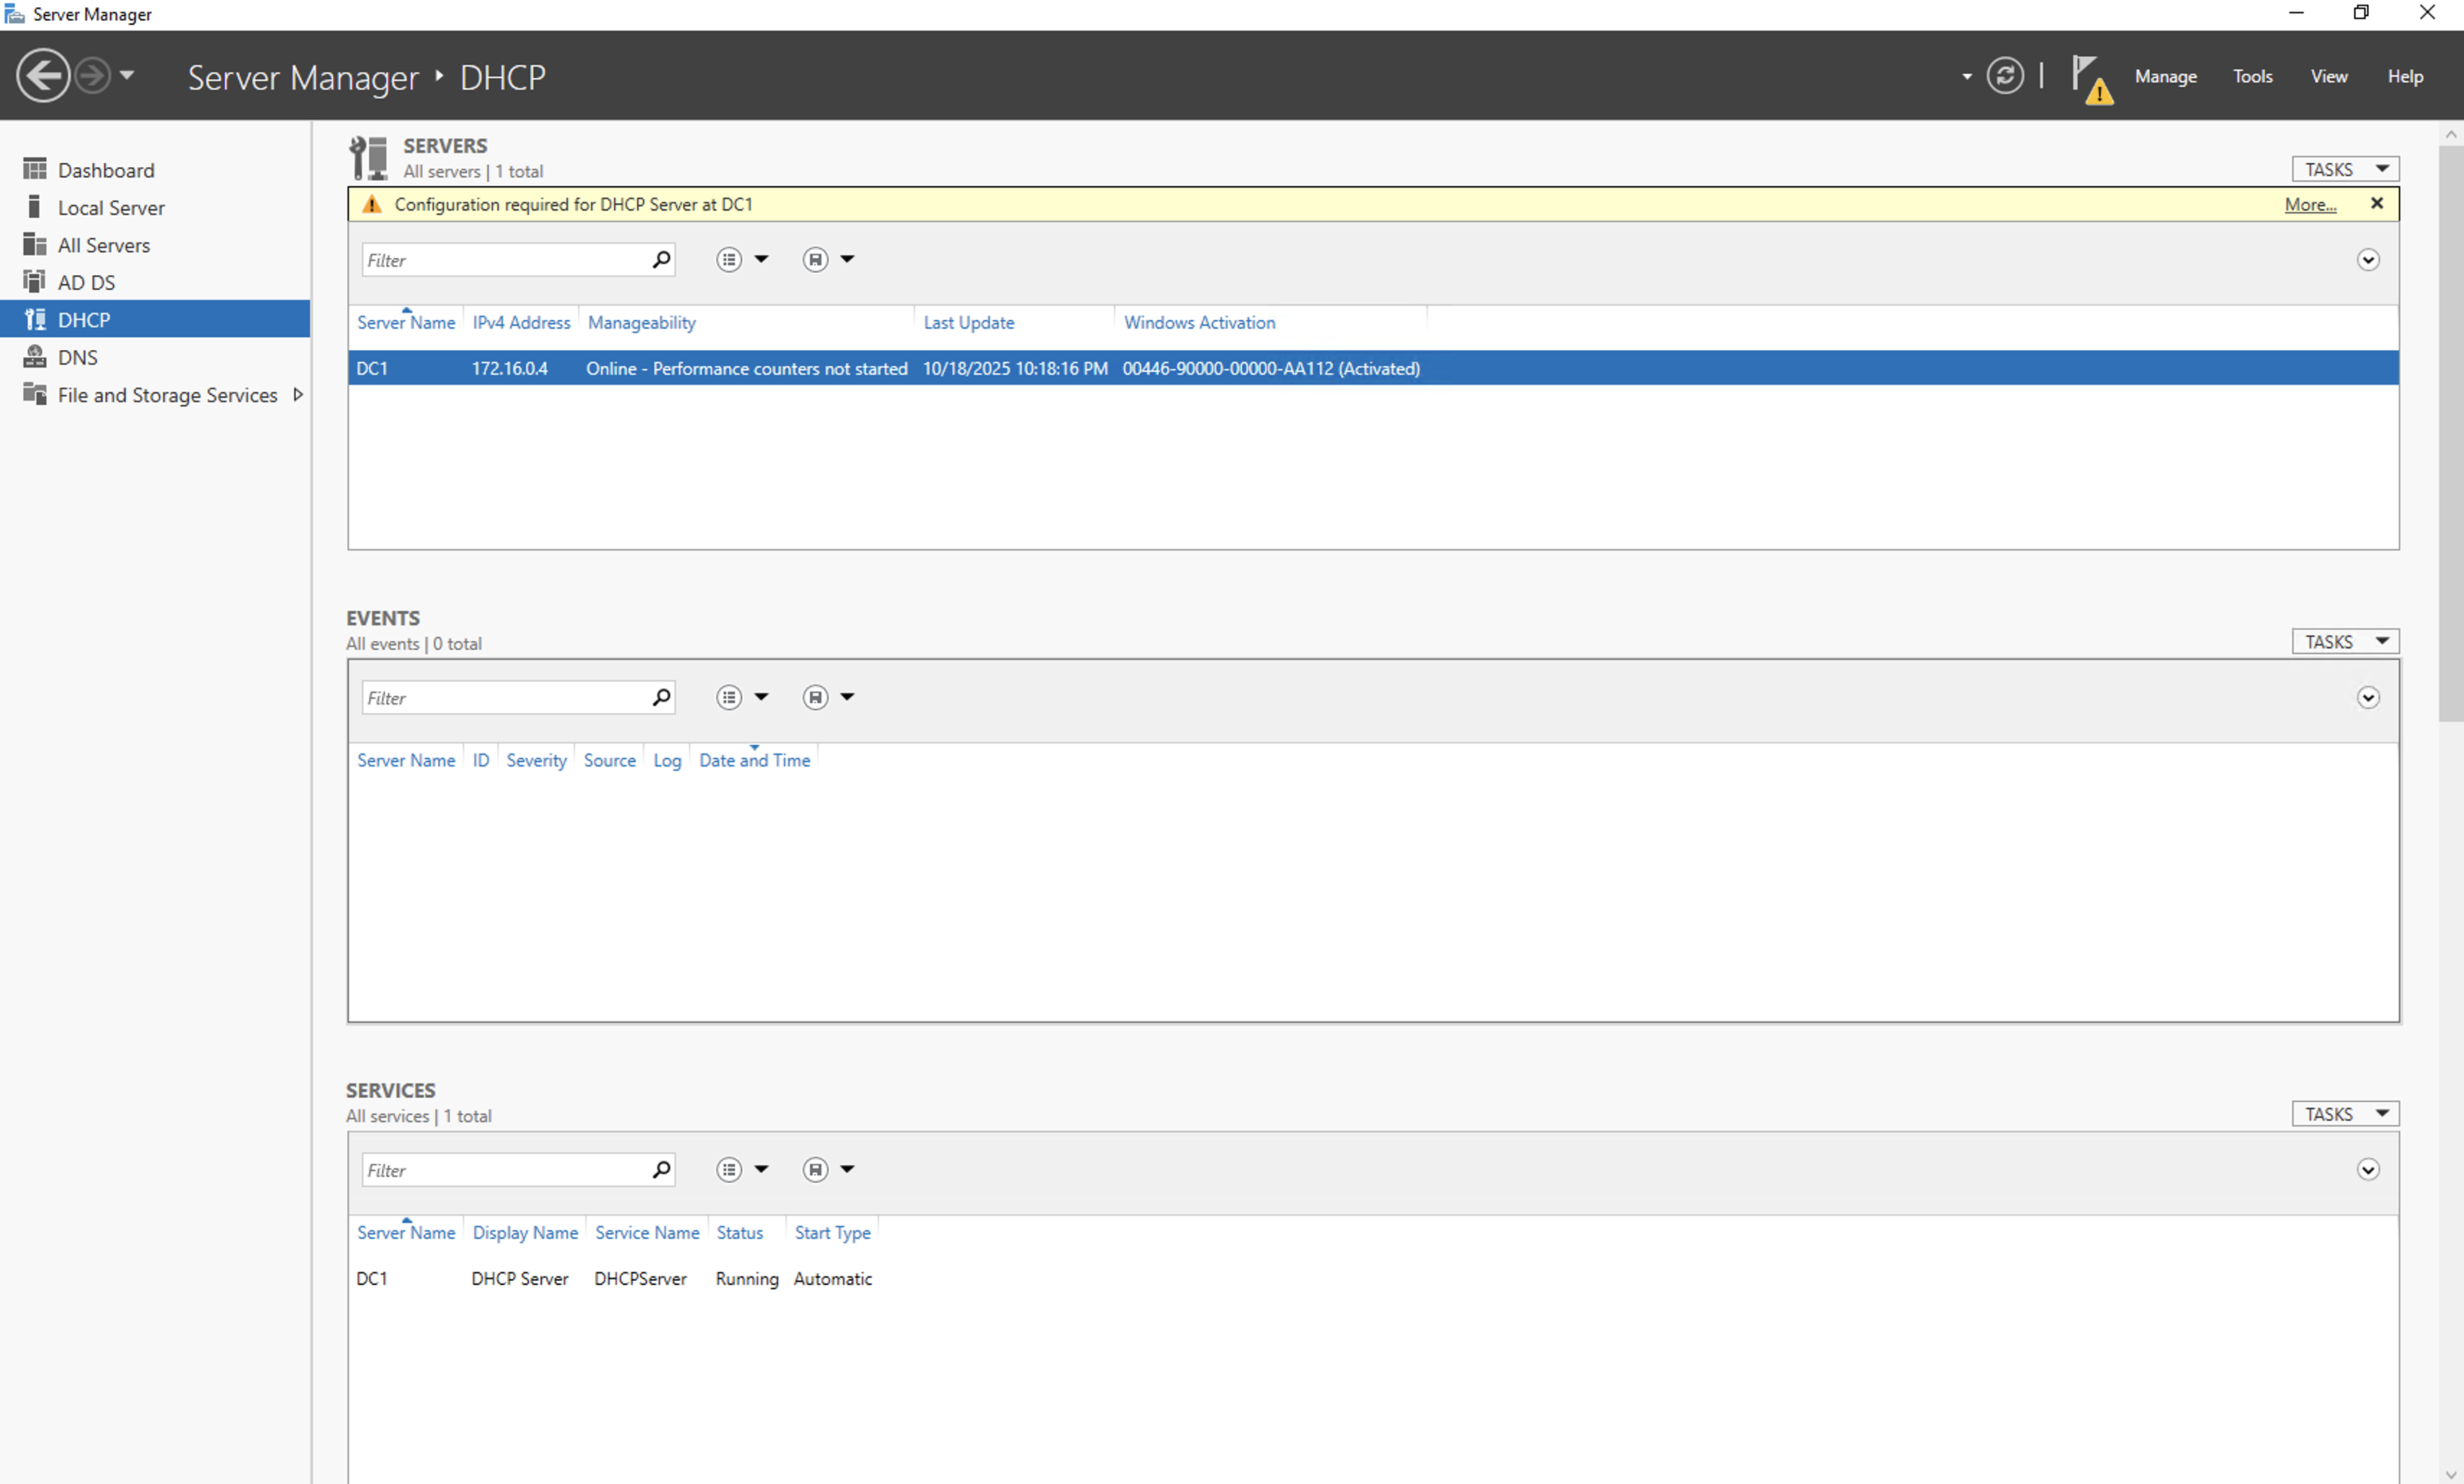 Server Manager
Server Manager DHCP
Manage Tools View Help
Dashboard
Local Server
All Servers
AD DS
DHCP
DNS
File and Storage Services
SERVERS
All servers | 1 total
TASKS
Configuration required for DHCP Server at DC1 More...
Filter
Server Name IPv4 Address Manageability Last Update Windows Activation
DC1 172.16.0.4 Online - Performance counters not started 10/18/2025 10:18:16 PM 00446-90000-00000-AA112 (Activated)
EVENTS
All events | 0 total
TASKS
Filter
Server Name ID Severity Source Log Date and Time
SERVICES
All services | 1 total
TASKS
Filter
Server Name Display Name Service Name Status Start Type
DC1 DHCP Server DHCPServer Running Automatic